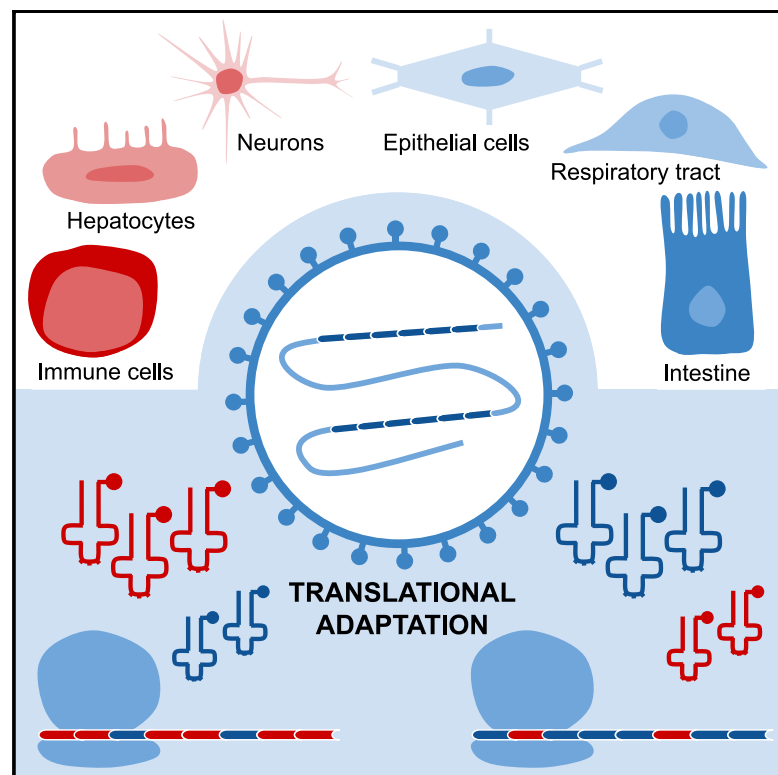 Neurons
Epithelial cells
Respiratory tract
Hepatocytes
Immune cells
Intestine
TRANSLATIONAL
ADAPTATION